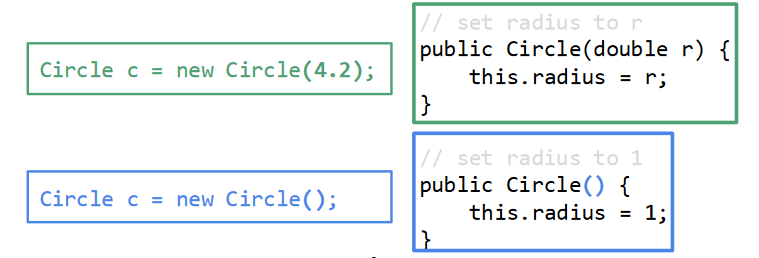 Circle c = new Circle(4.2);
// set radius to r
public Circle(double r) {
    this.radius = r;
}
Circle c = new Circle();
// set radius to 1
public Circle() {
    this.radius = 1;
}